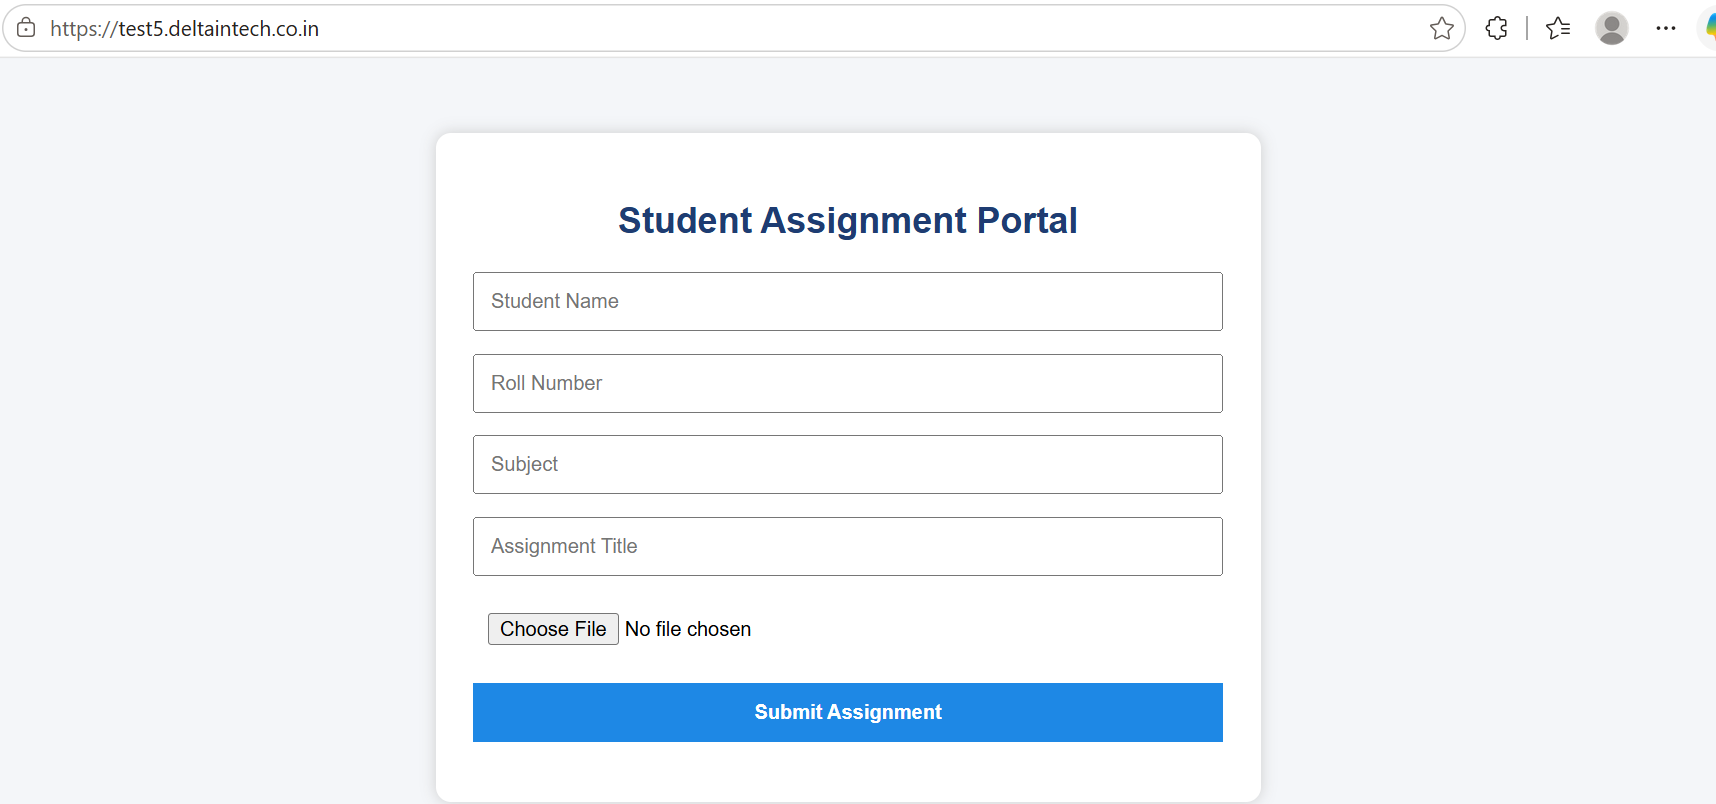 https://test5.deltaintech.co.in
Student Assignment Portal
Student Name
Roll Number
Subject
Assignment Title
Choose File No file chosen
Submit Assignment